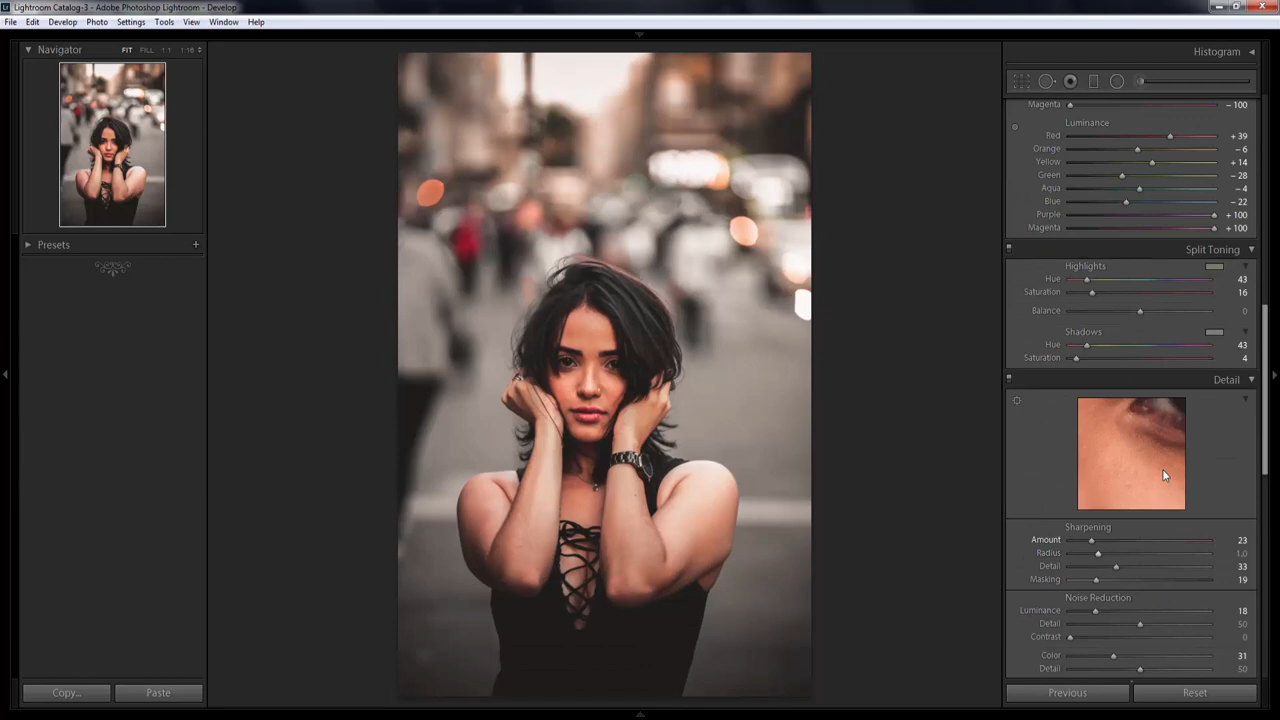 Lightroom Catalog-3 - Adobe Photoshop Lightroom - Develop
File Edit Develop Photo Settings Tools View Window Help
Navigator FIT FILL 1:1 1:16
Presets
Copy... Paste
Histogram
Magenta - 100
Luminance
Red + 39
Orange - 6
Yellow + 14
Green - 28
Aqua - 4
Blue - 22
Purple + 100
Magenta + 100
Split Toning
Highlights
Hue 43
Saturation 16
Balance 0
Shadows
Hue 43
Saturation 4
Detail
Sharpening
Amount 23
Radius 1,0
Detail 33
Masking 19
Noise Reduction
Luminance 18
Detail 50
Contrast 0
Color 31
Detail 50
Previous Reset